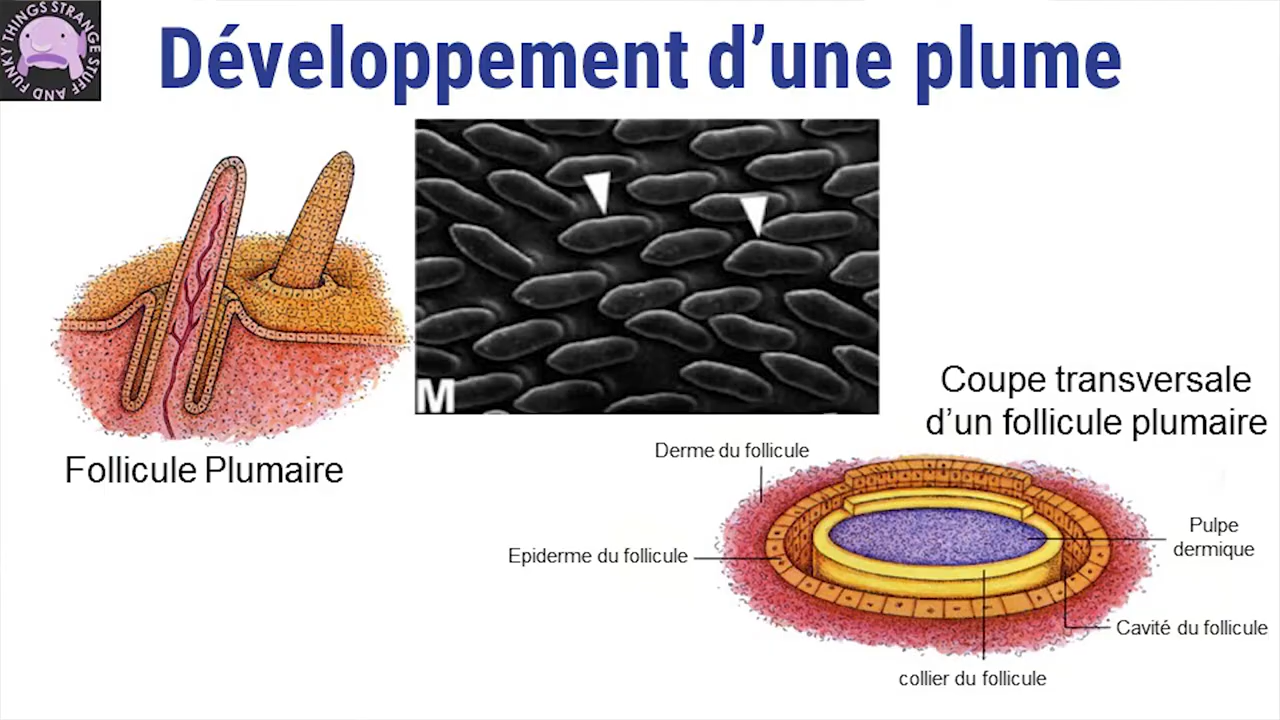 STRANGE STUFF AND FUNKY THINGS
Développement d'une plume
M
Follicule Plumaire
Coupe transversale
d'un follicule plumaire
Derme du follicule
Pulpe
dermique
Epiderme du follicule
Cavité du follicule
collier du follicule